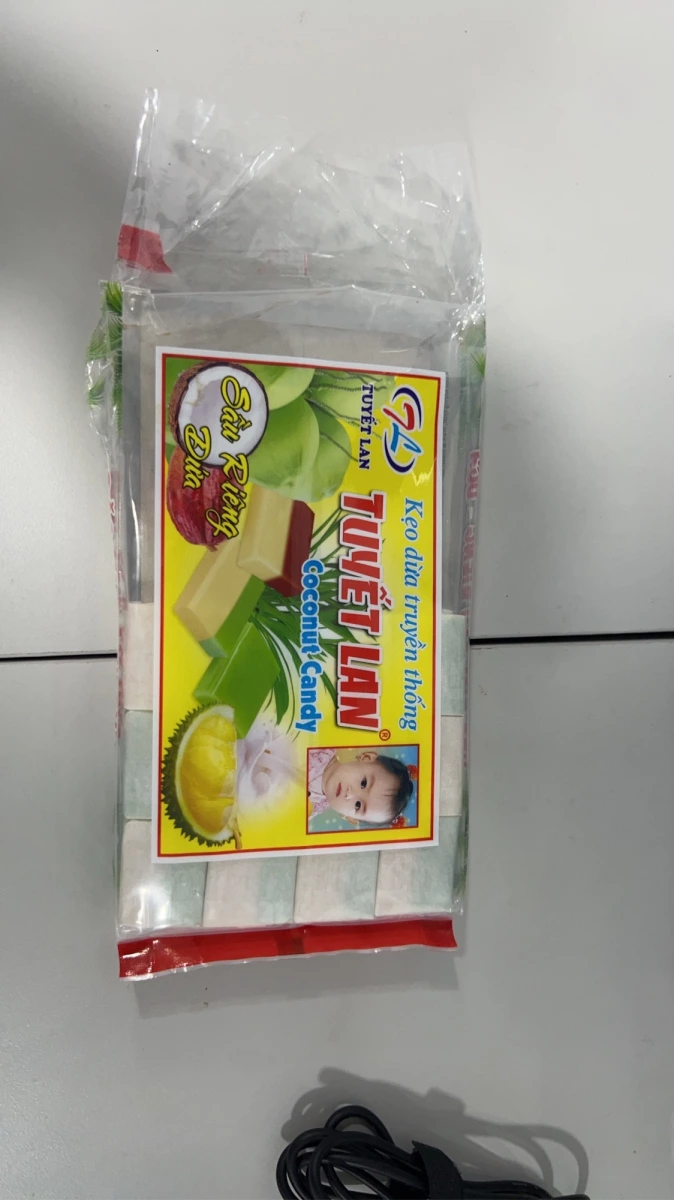 TUYẾT LAN
Kẹo dừa truyền thống
TUYẾT LAN®
Coconut Candy
Sầu Riêng
Dứa